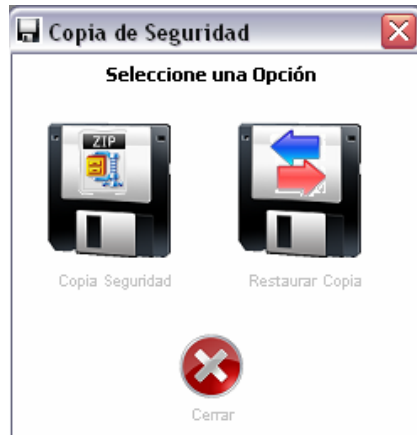 Copia de Seguridad
Seleccione una Opción
ZIP
Copia Seguridad
Restaurar Copia
Cerrar